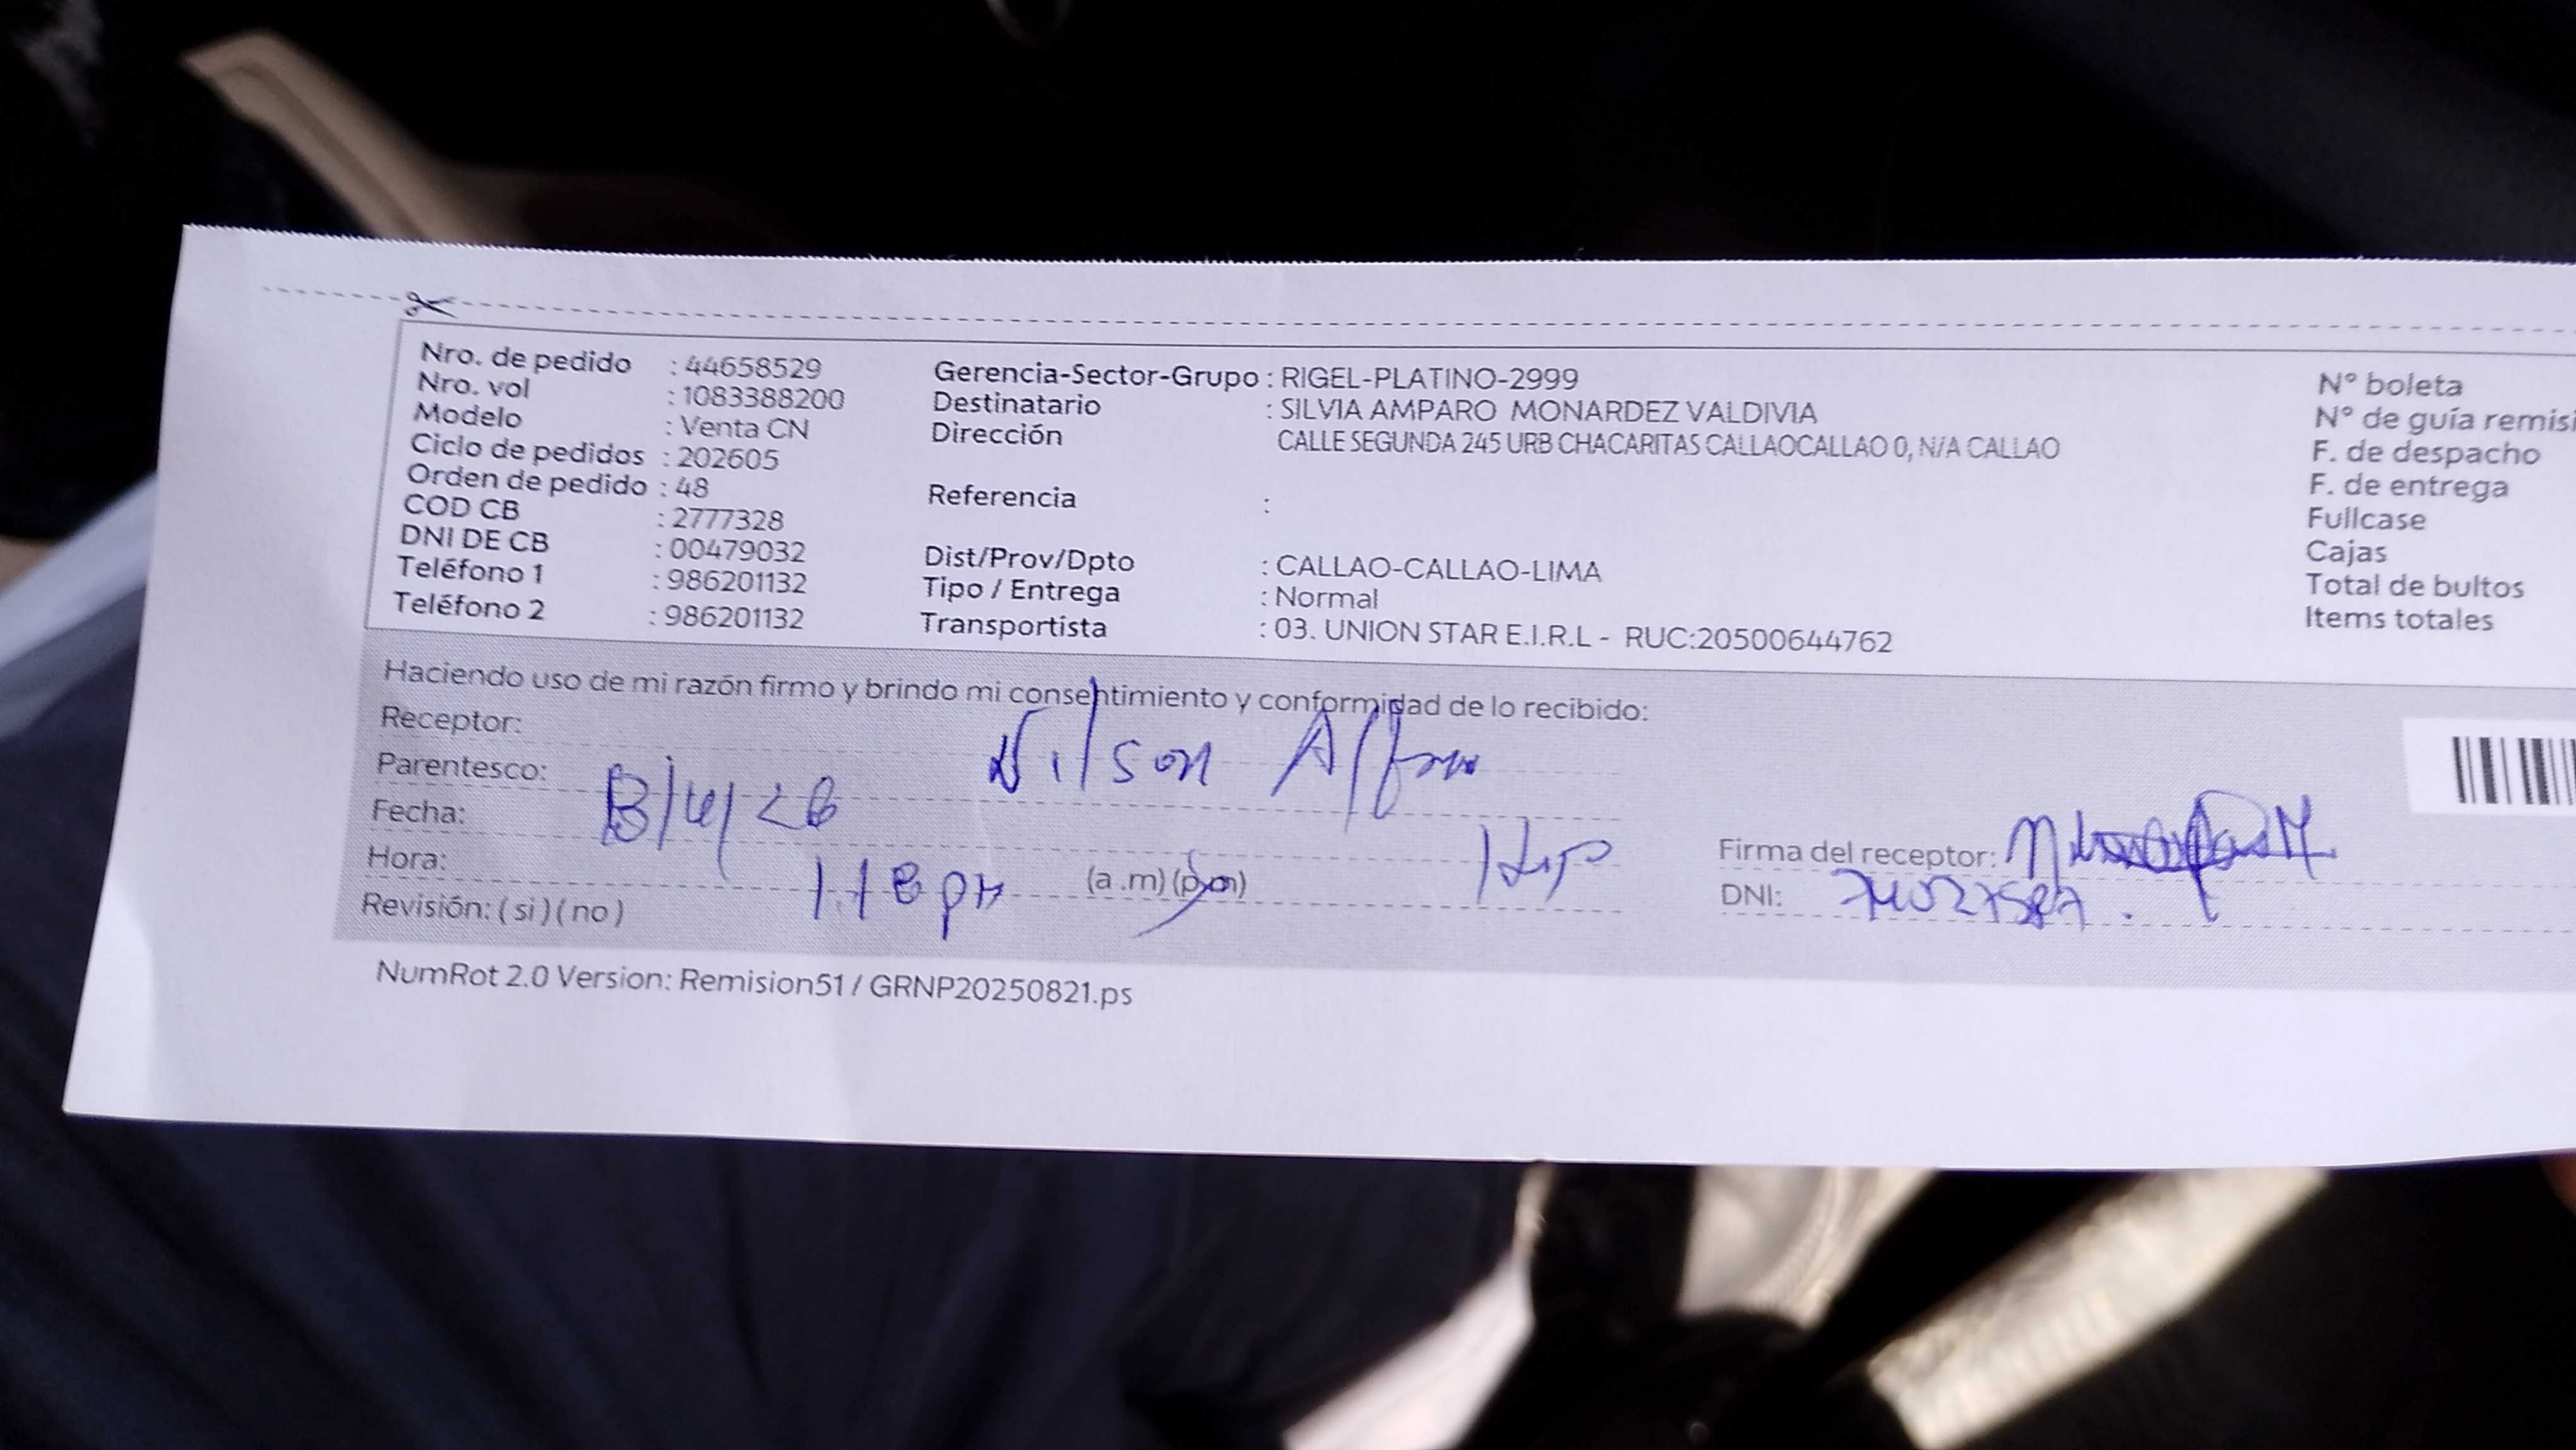 Nro. de pedido : 44658529
Nro. vol : 1083388200
Modelo : Venta CN
Ciclo de pedidos : 202605
Orden de pedido : 48
COD CB : 2777328
DNI DE CB : 00479032
Teléfono 1 : 986201132
Teléfono 2 : 986201132
Gerencia-Sector-Grupo : RIGEL-PLATINO-2999
Destinatario : SILVIA AMPARO MONARDEZ VALDIVIA
Dirección CALLE SEGUNDA 245 URB CHACARITAS CALLAOCALLAO 0, N/A CALLAO
Referencia :
Dist/Prov/Dpto : CALLAO-CALLAO-LIMA
Tipo / Entrega : Normal
Transportista : 03. UNION STAR E.I.R.L - RUC:20500644762
N° boleta
N° de guía remisi
F. de despacho
F. de entrega
Fullcase
Cajas
Total de bultos
Items totales
Haciendo uso de mi razón firmo y brindo mi consentimiento y conformidad de lo recibido:
Receptor:
Parentesco:
Fecha:
Hora: (a .m) (p.m)
Revisión: ( si ) ( no )
Firma del receptor:
DNI:
NumRot 2.0 Version: Remision51 / GRNP20250821.ps